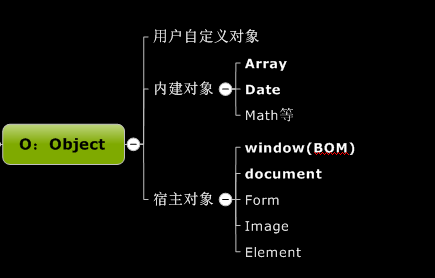 用户自定义对象
Array
内建对象
Date
Math等
O：Object
window(BOM)
document
宿主对象
Form
Image
Element